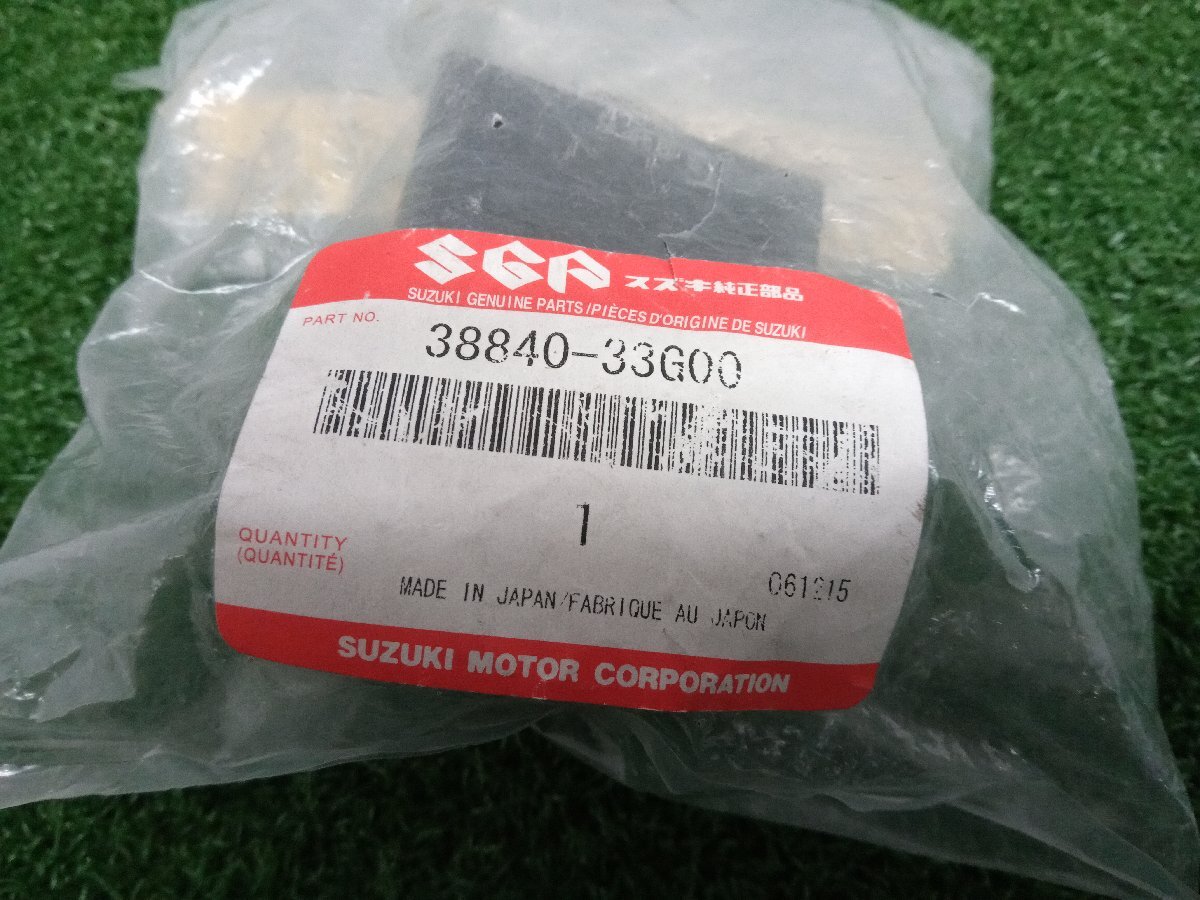 SGP スズキ純正部品
SUZUKI GENUINE PARTS/PIÈCES D'ORIGINE DE SUZUKI
PART NO. 38840-33G00
1
QUANTITY
(QUANTITÉ)
061215
MADE IN JAPAN/FABRIQUE AU JAPON
SUZUKI MOTOR CORPORATION